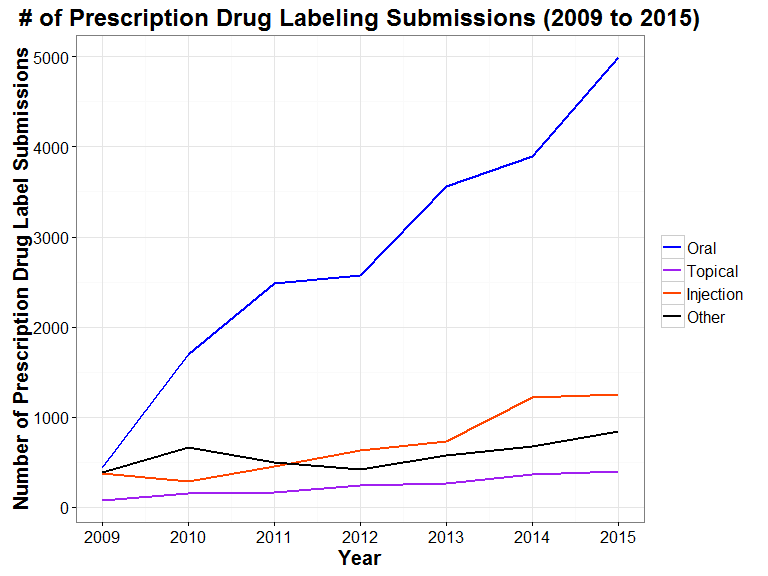 # of Prescription Drug Labeling Submissions (2009 to 2015)
Number of Prescription Drug Label Submissions
5000
4000
3000
2000
1000
0
2009 2010 2011 2012 2013 2014 2015
Year
Oral
Topical
Injection
Other